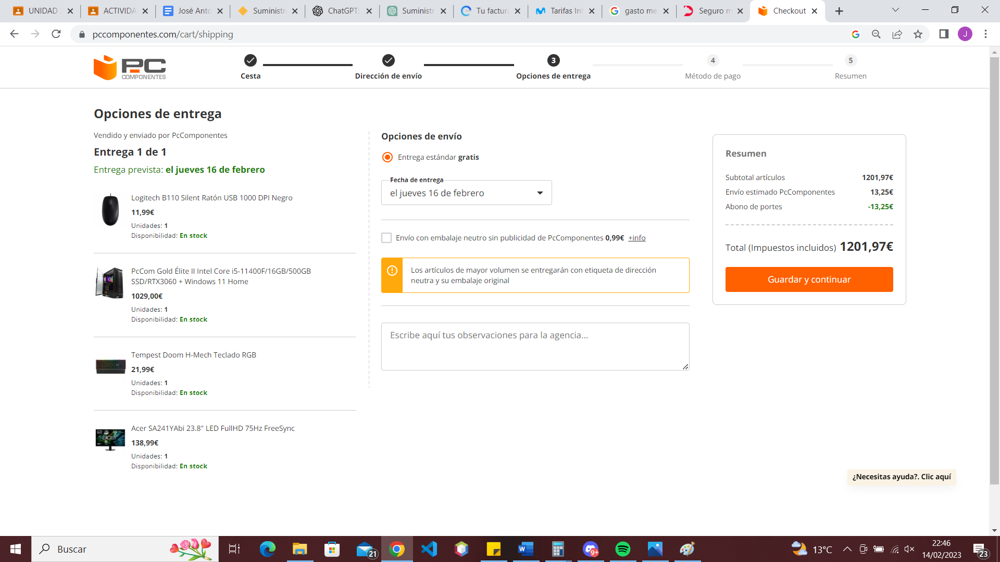 UNIDAD 
ACTIVIDA
José Anto
Suministr
ChatGPT:
Suministr
Tu factura
Tarifas Int
gasto me
Seguro m
Checkout
pccomponentes.com/cart/shipping
J
PC
COMPONENTES
Cesta
Dirección de envío
3
Opciones de entrega
4
Método de pago
5
Resumen
Opciones de entrega
Vendido y enviado por PcComponentes
Entrega 1 de 1
Entrega prevista: el jueves 16 de febrero
Logitech B110 Silent Ratón USB 1000 DPI Negro
11,99€
Unidades: 1
Disponibilidad: En stock
PcCom Gold Élite II Intel Core i5-11400F/16GB/500GB
SSD/RTX3060 + Windows 11 Home
1029,00€
Unidades: 1
Disponibilidad: En stock
Tempest Doom H-Mech Teclado RGB
21,99€
Unidades: 1
Disponibilidad: En stock
Acer SA241YAbi 23.8" LED FullHD 75Hz FreeSync
138,99€
Unidades: 1
Disponibilidad: En stock
Opciones de envío
Entrega estándar gratis
Fecha de entrega
el jueves 16 de febrero
Envío con embalaje neutro sin publicidad de PcComponentes 0,99€ +info
Los artículos de mayor volumen se entregarán con etiqueta de dirección
neutra y su embalaje original
Escribe aquí tus observaciones para la agencia...
Resumen
Subtotal artículos 1201,97€
Envío estimado PcComponentes 13,25€
Abono de portes -13,25€
Total (Impuestos incluidos) 1201,97€
Guardar y continuar
¿Necesitas ayuda?. Clic aquí
Buscar
21
9+
13°C
22:46
14/02/2023
23